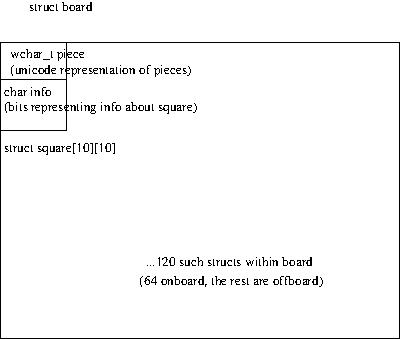 struct board
wchar_t piece
(unicode representation of pieces)
char info
(bits representing info about square)
struct square[10][10]
...120 such structs within board
(64 onboard, the rest are offboard)